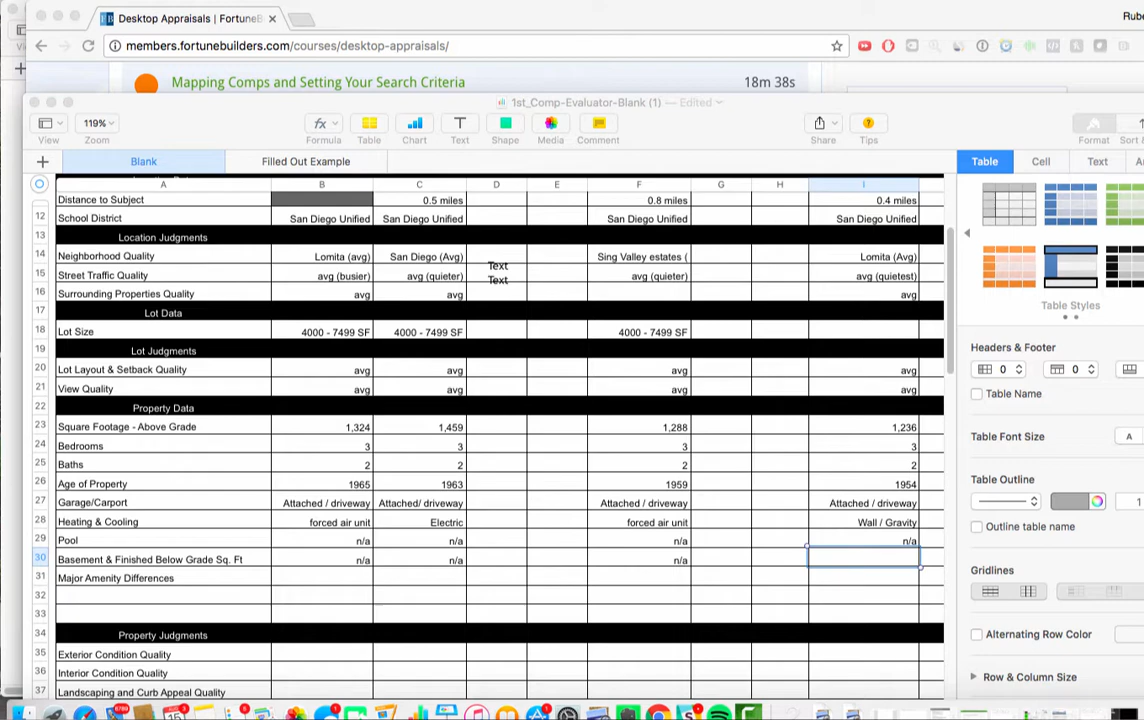 Desktop Appraisals | FortuneB
Rube
members.fortunebuilders.com/courses/desktop-appraisals/
Mapping Comps and Setting Your Search Criteria 18m 38s
1st_Comp-Evaluator-Blank (1) — Edited
119%
View Zoom Formula Table Chart Text Shape Media Comment Share Tips Format Sort &
Blank Filled Out Example Table Cell Text
A B C D E F G H I
Distance to Subject 0.5 miles 0.8 miles 0.4 miles
12 School District San Diego Unified San Diego Unified San Diego Unified San Diego Unified
13 Location Judgments
14 Neighborhood Quality Lomita (avg) San Diego (Avg) Sing Valley estates ( Lomita (Avg)
Text
15 Street Traffic Quality avg (busier) avg (quieter) avg (quieter) avg (quietest)
Text
16 Surrounding Properties Quality avg avg avg
17 Lot Data
18 Lot Size 4000 - 7499 SF 4000 - 7499 SF 4000 - 7499 SF
19 Lot Judgments
20 Lot Layout & Setback Quality avg avg avg avg
21 View Quality avg avg avg avg
22 Property Data
23 Square Footage - Above Grade 1,324 1,459 1,288 1,236
24 Bedrooms 3 3 3 3
25 Baths 2 2 2 2
26 Age of Property 1965 1963 1959 1954
27 Garage/Carport Attached / driveway Attached/ driveway Attached / driveway Attached / driveway
28 Heating & Cooling forced air unit Electric forced air unit Wall / Gravity
29 Pool n/a n/a n/a n/a
30 Basement & Finished Below Grade Sq. Ft n/a n/a n/a
31 Major Amenity Differences
32
33
34 Property Judgments
35 Exterior Condition Quality
36 Interior Condition Quality
37 Landscaping and Curb Appeal Quality
Table Styles
Headers & Footer
0 0
Table Name
Table Font Size A
Table Outline
1
Outline table name
Gridlines
Alternating Row Color
Row & Column Size